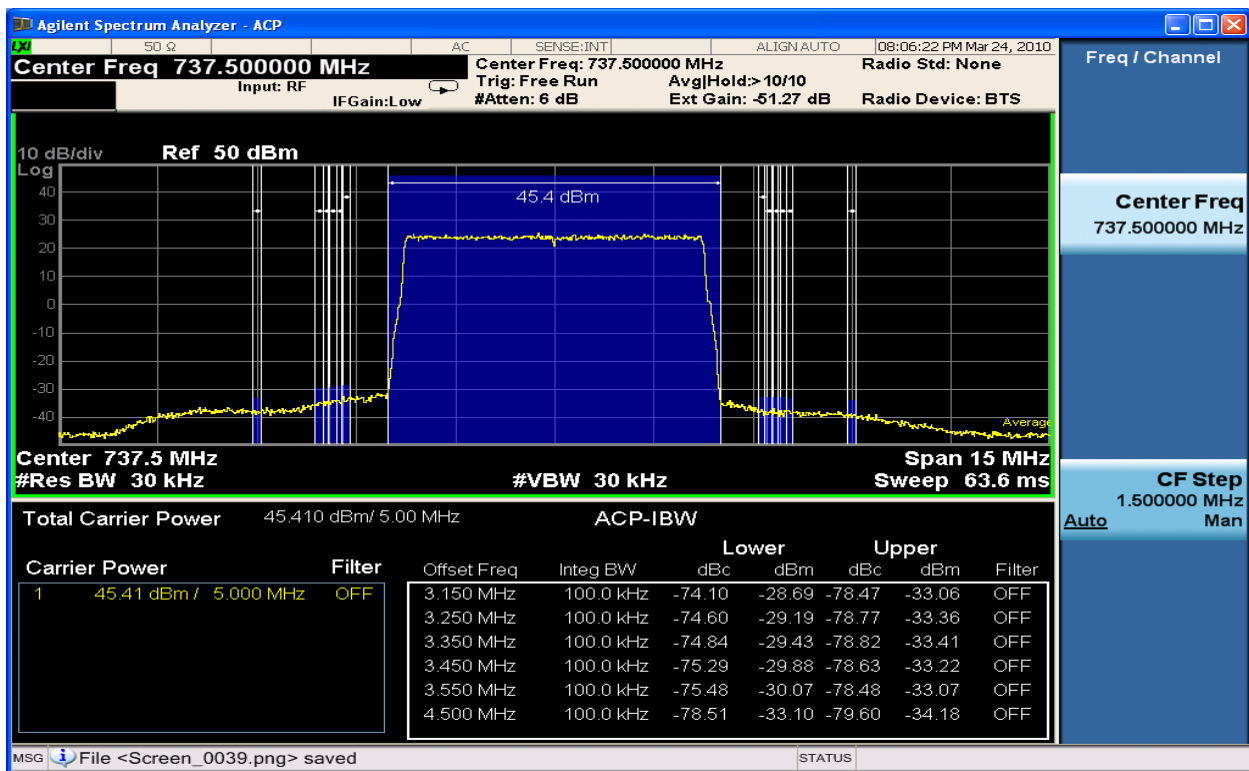 Agilent Spectrum Analyzer - ACP
LXI 50 Ω AC SENSE:INT ALIGN AUTO 08:06:22 PM Mar 24, 2010
Center Freq 737.500000 MHz
Input: RF
IFGain:Low
Center Freq: 737.500000 MHz
Trig: Free Run Avg|Hold:> 10/10
#Atten: 6 dB Ext Gain: -51.27 dB
Radio Std: None
Radio Device: BTS
10 dB/div Ref 50 dBm
Log
40
30
20
10
0
-10
-20
-30
-40
45.4 dBm
Average
Center 737.5 MHz Span 15 MHz
#Res BW 30 kHz #VBW 30 kHz Sweep 63.6 ms
Total Carrier Power 45.410 dBm/ 5.00 MHz ACP-IBW
Carrier Power Filter
1 45.41 dBm / 5.000 MHz OFF
Lower Upper
Offset Freq Integ BW dBc dBm dBc dBm Filter
3.150 MHz 100.0 kHz -74.10 -28.69 -78.47 -33.06 OFF
3.250 MHz 100.0 kHz -74.60 -29.19 -78.77 -33.36 OFF
3.350 MHz 100.0 kHz -74.84 -29.43 -78.82 -33.41 OFF
3.450 MHz 100.0 kHz -75.29 -29.88 -78.63 -33.22 OFF
3.550 MHz 100.0 kHz -75.48 -30.07 -78.48 -33.07 OFF
4.500 MHz 100.0 kHz -78.51 -33.10 -79.60 -34.18 OFF
MSG File <Screen_0039.png> saved STATUS
Freq / Channel
Center Freq
737.500000 MHz
CF Step
1.500000 MHz
Auto Man